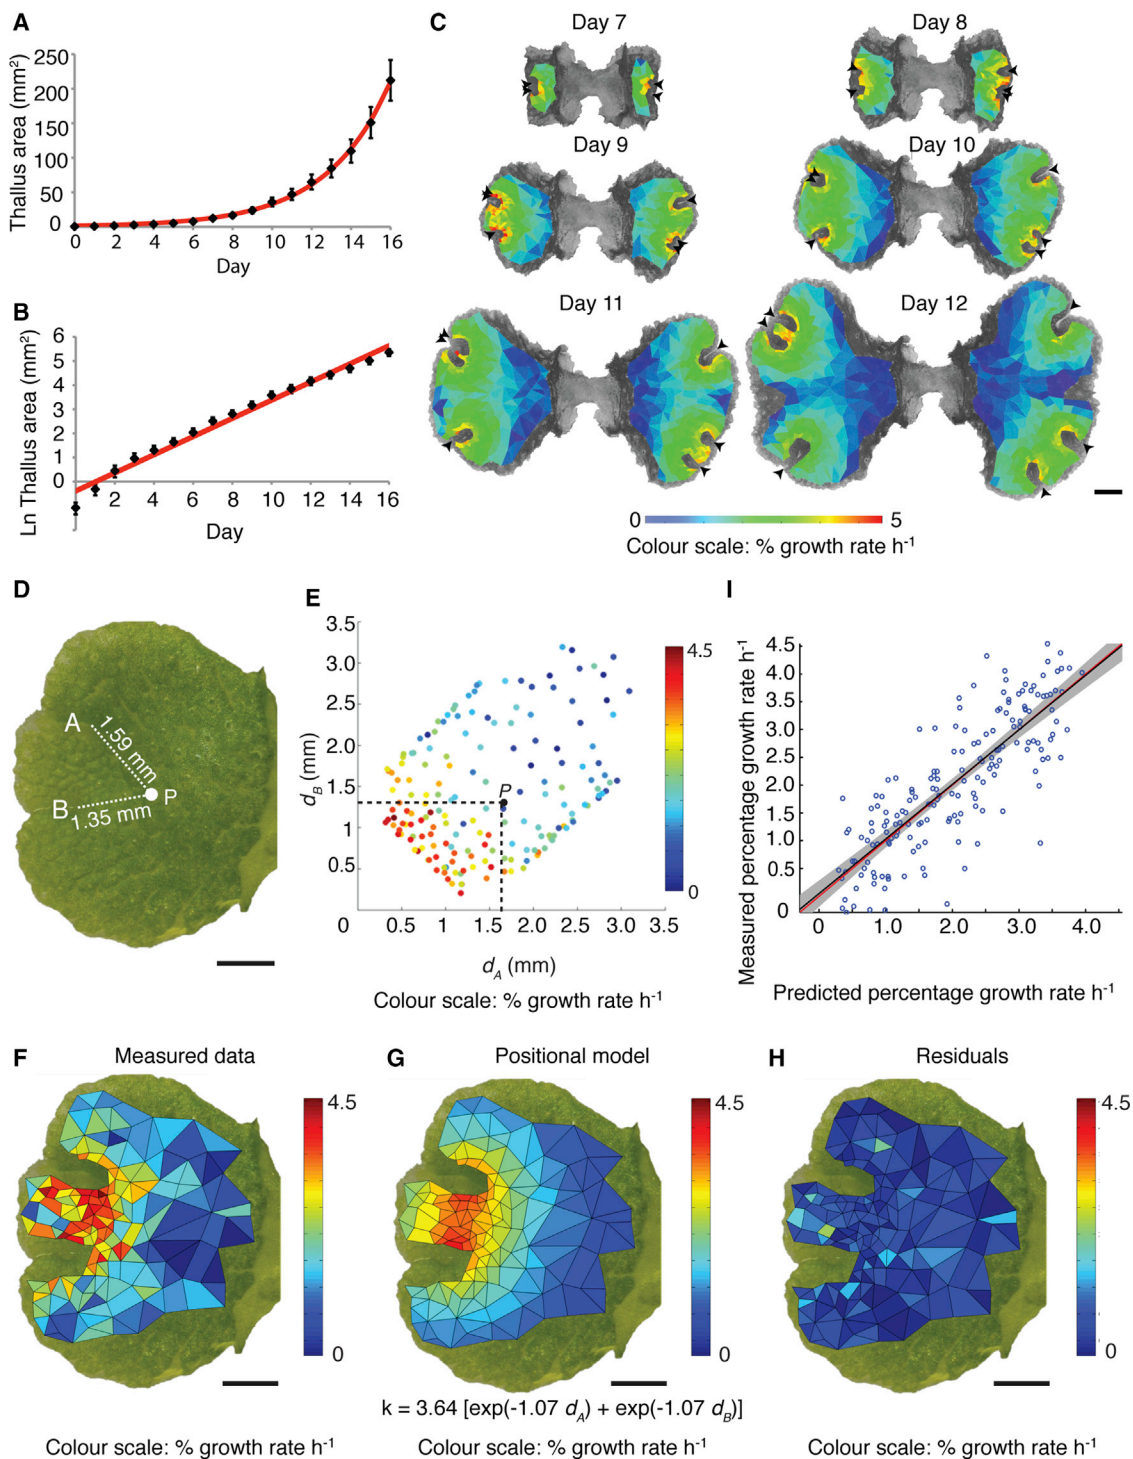 A
Thallus area (mm²)
250
200
150
100
50
0
0 2 4 6 8 10 12 14 16
Day
B
Ln Thallus area (mm²)
6
5
4
3
2
1
0
2 4 6 8 10 12 14 16
Day
C
Day 7
Day 8
Day 9
Day 10
Day 11
Day 12
0 5
Colour scale: % growth rate h⁻¹
D
A
1.59 mm
B
1.35 mm
P
E
3.5
3.0
2.5
2.0
1.5
1
0.5
0 0.5 1 1.5 2.0 2.5 3.0 3.5
d_B (mm)
P
d_A (mm)
4.5
0
Colour scale: % growth rate h⁻¹
I
Measured percentage growth rate h⁻¹
4.5
4.0
3.0
2.5
2.0
1.5
1.0
0.5
0
0 1.0 2.0 3.0 4.0
Predicted percentage growth rate h⁻¹
F
Measured data
4.5
0
Colour scale: % growth rate h⁻¹
G
Positional model
4.5
0
k = 3.64 [exp(-1.07 d_A) + exp(-1.07 d_B)]
Colour scale: % growth rate h⁻¹
H
Residuals
4.5
0
Colour scale: % growth rate h⁻¹